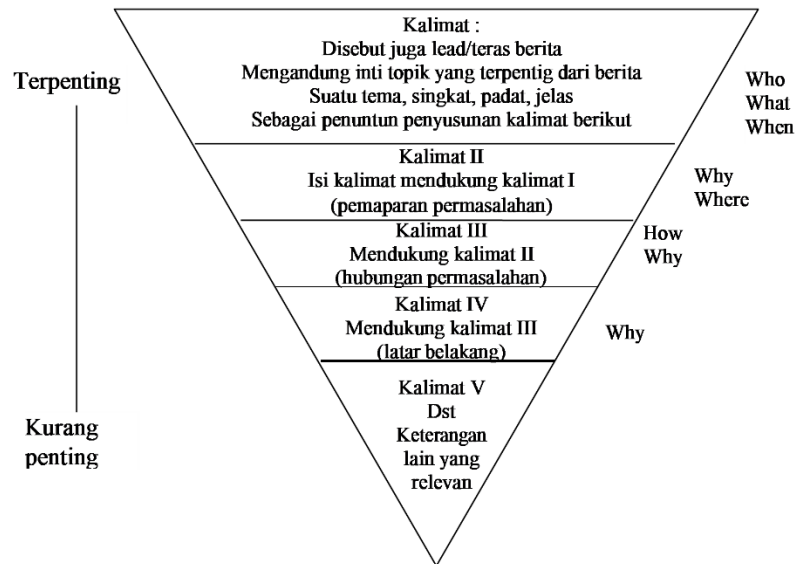 Kalimat :
Disebut juga lead/teras berita
Mengandung inti topik yang terpentig dari berita
Suatu tema, singkat, padat, jelas
Sebagai penuntun penyusunan kalimat berikut
Terpenting
Who
What
When
Kalimat II
Isi kalimat mendukung kalimat I
(pemaparan permasalahan)
Why
Where
Kalimat III
Mendukung kalimat II
(hubungan permasalahan)
How
Why
Kalimat IV
Mendukung kalimat III
(latar belakang)
Why
Kalimat V
Dst
Keterangan
lain yang
relevan
Kurang
penting